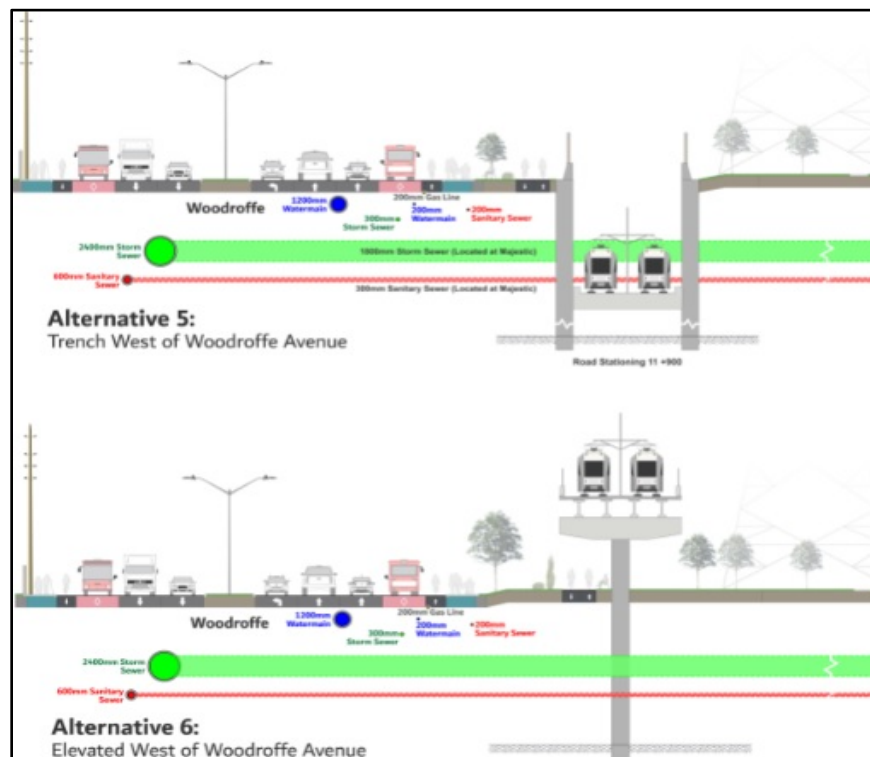 200mm Gas Line
1200mm
Watermain
Woodroffe
200mm
Watermain
200mm
Sanitary Sewer
300mm
Storm Sewer
2400mm Storm
Sewer
1800mm Storm Sewer (Located at Majestic)
600mm Sanitary
Sewer
300mm Sanitary Sewer (Located at Majestic)
Alternative 5:
Trench West of Woodroffe Avenue
Road Stationing 11 +900
200mm Gas Line
1200mm
Watermain
Woodroffe
200mm
Watermain
200mm
Sanitary Sewer
300mm
Storm Sewer
2400mm Storm
Sewer
600mm Sanitary
Sewer
Alternative 6:
Elevated West of Woodroffe Avenue